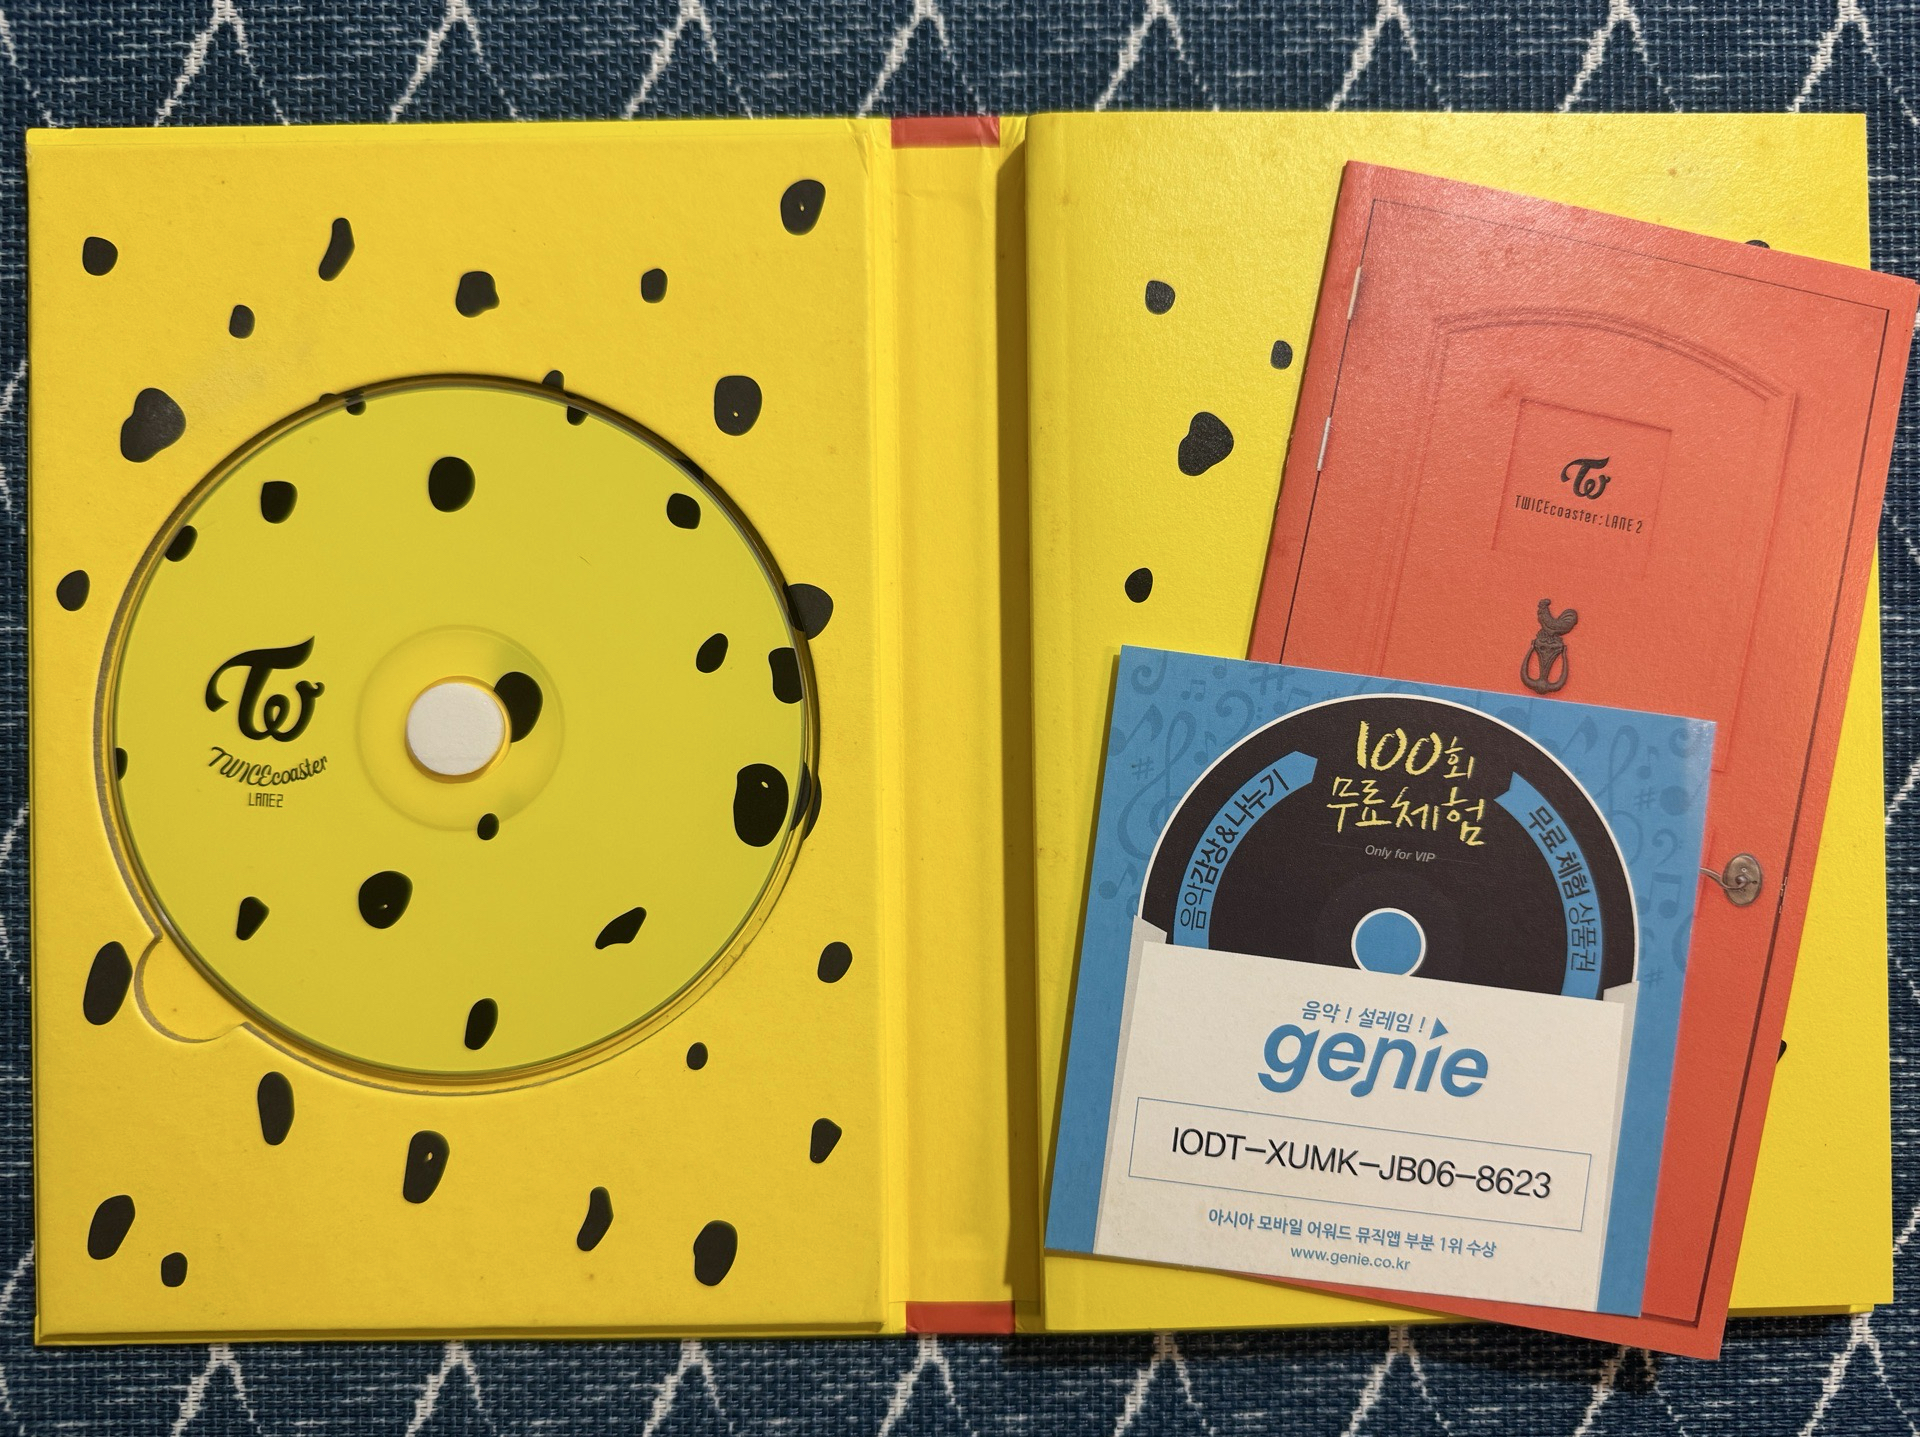 TW
TWICEcoaster
LANE2
TW
TWICEcoaster:LANE2
100회
무료체험
Only for VIP
음악감상&나누기
무료 체험 상품권
음악! 설레임!
genie
IODT-XUMK-JB06-8623
아시아 모바일 어워드 뮤직앱 부분 1위 수상
www.genie.co.kr